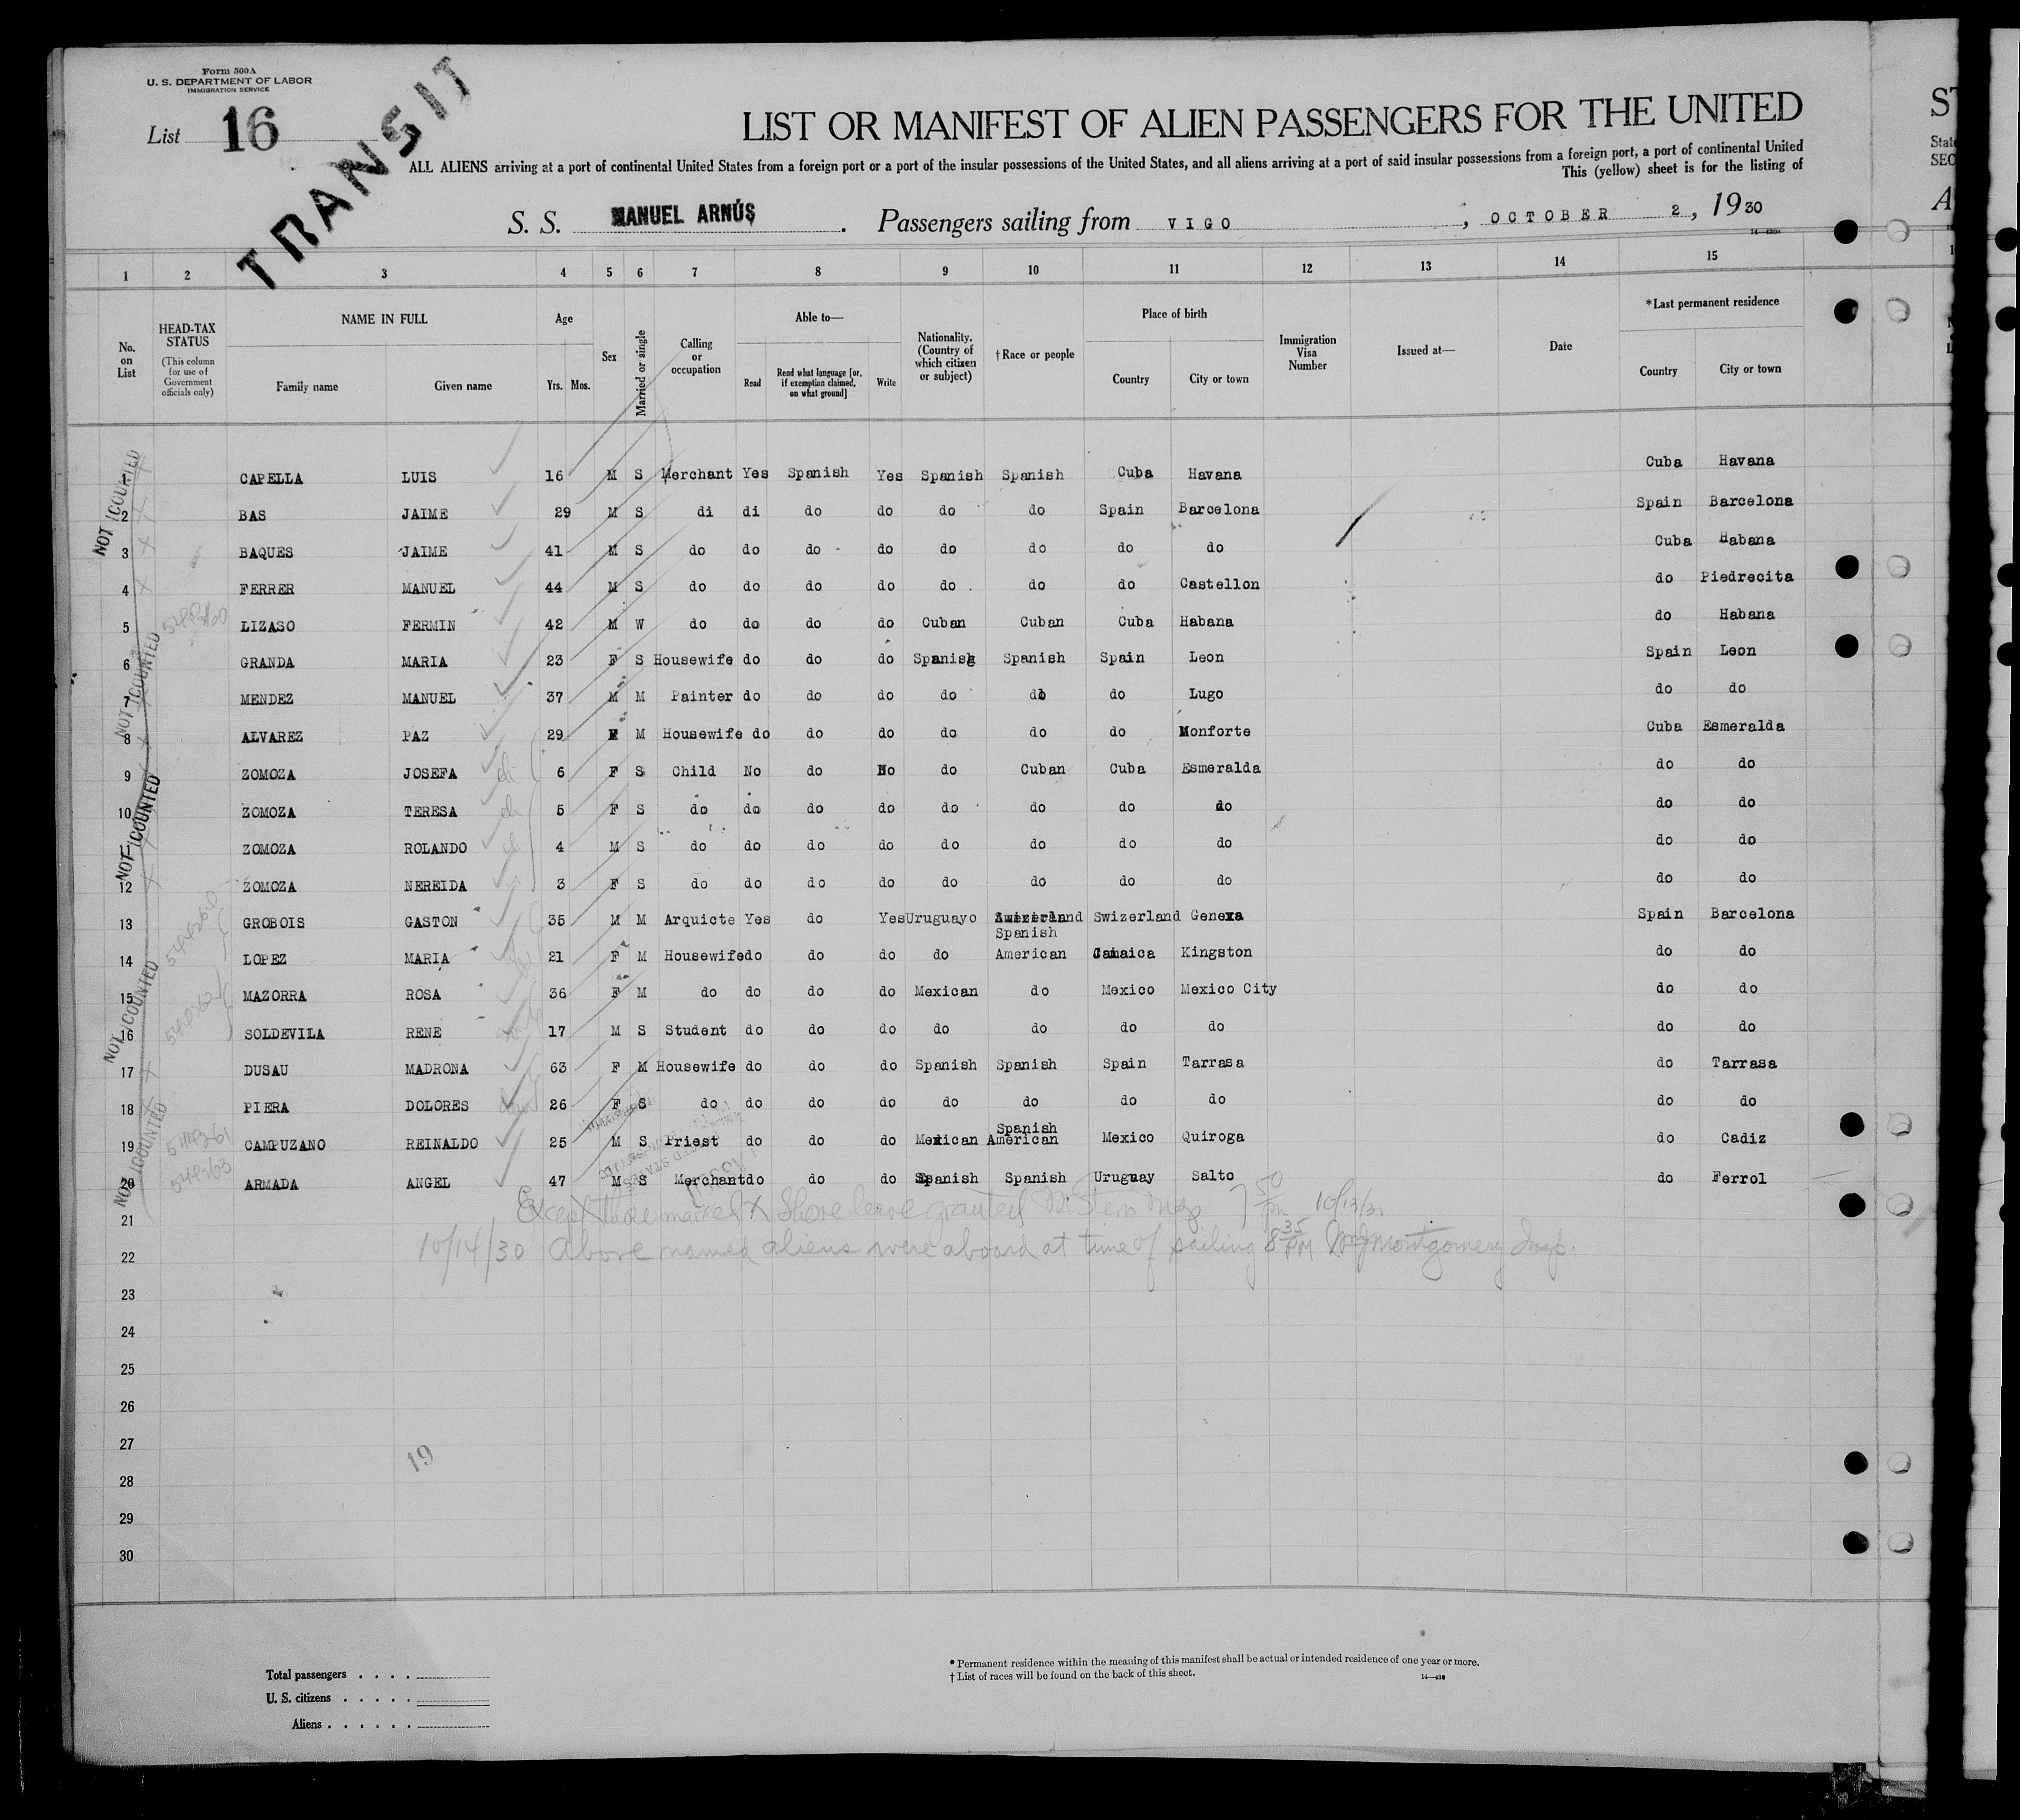 Form 500A
U. S. DEPARTMENT OF LABOR
IMMIGRATION SERVICE
List 16
TRANSIT
LIST OR MANIFEST OF ALIEN PASSENGERS FOR THE UNITED
ALL ALIENS arriving at a port of continental United States from a foreign port or a port of the insular possessions of the United States, and all aliens arriving at a port of said insular possessions from a foreign port, a port of continental United
This (yellow) sheet is for the listing of
S. S. MANUEL ARNÚS. Passengers sailing from VIGO, OCTOBER 2, 1930
1 2 3 4 5 6 7 8 9 10 11 12 13 14 15
No. on List
HEAD-TAX STATUS (This column for use of Government officials only)
NAME IN FULL
Family name Given name
Age
Yrs. Mos.
Sex
Married or single
Calling or occupation
Able to—
Read
Read what language [or, if exemption claimed, on what ground]
Write
Nationality. (Country of which citizen or subject)
†Race or people
Place of birth
Country City or town
Immigration Visa Number
Issued at—
Date
*Last permanent residence
Country City or town
1 CAPELLA LUIS 16 M S Merchant Yes Spanish Yes Spanish Spanish Cuba Havana Cuba Havana
2 BAS JAIME 29 M S di di do do do do Spain Barcelona Spain Barcelona
3 BAQUES JAIME 41 M S do do do do do do do do Cuba Habana
4 FERRER MANUEL 44 M S do do do do do do do Castellon do Piedrecita
5 LIZASO FERMIN 42 M W do do do do Cuban Cuban Cuba Habana do Habana
6 GRANDA MARIA 23 F S Housewife do do do Spanish Spanish Spain Leon Spain Leon
7 MENDEZ MANUEL 37 M M Painter do do do do do do Lugo do do
8 ALVAREZ PAZ 29 F M Housewife do do do do do do Monforte Cuba Esmeralda
9 ZOMOZA JOSEFA 6 F S Child No do No do Cuban Cuba Esmeralda do do
10 ZOMOZA TERESA 5 F S do do do do do do do do do do
11 ZOMOZA ROLANDO 4 M S do do do do do do do do do do
12 ZOMOZA NEREIDA 3 F S do do do do do do do do do do
13 GROBOIS GASTON 35 M M Arquicte Yes do Yes Uruguayo Swizerland Swizerland Genexa Spain Barcelona
Spanish
14 LOPEZ MARIA 21 F M Housewife do do do do American Jamaica Kingston do do
15 MAZORRA ROSA 36 F M do do do do Mexican do Mexico Mexico City do do
16 SOLDEVILA RENE 17 M S Student do do do do do do do do do
17 DUSAU MADRONA 63 F M Housewife do do do Spanish Spanish Spain Tarrasa do Tarrasa
18 PIERA DOLORES 26 F S do do do do do do do do do do
Spanish
19 CAMPUZANO REINALDO 25 M S Priest do do do Mexican American Mexico Quiroga do Cadiz
20 ARMADA ANGEL 47 M S Merchant do do do Spanish Spanish Uruguay Salto do Ferrol
NOT COUNTED
NOT COUNTED
NOT COUNTED
NOT COUNTED
NOT COUNTED
21 Except those marked X Shore leave granted
22 10/14/30 Above named aliens were aboard at time of sailing 8 35 PM Montgomery Insp.
23
24
25
26
27
28
29
30
19
Total passengers
U. S. citizens
Aliens
* Permanent residence within the meaning of this manifest shall be actual or intended residence of one year or more.
† List of races will be found on the back of this sheet.
14—430